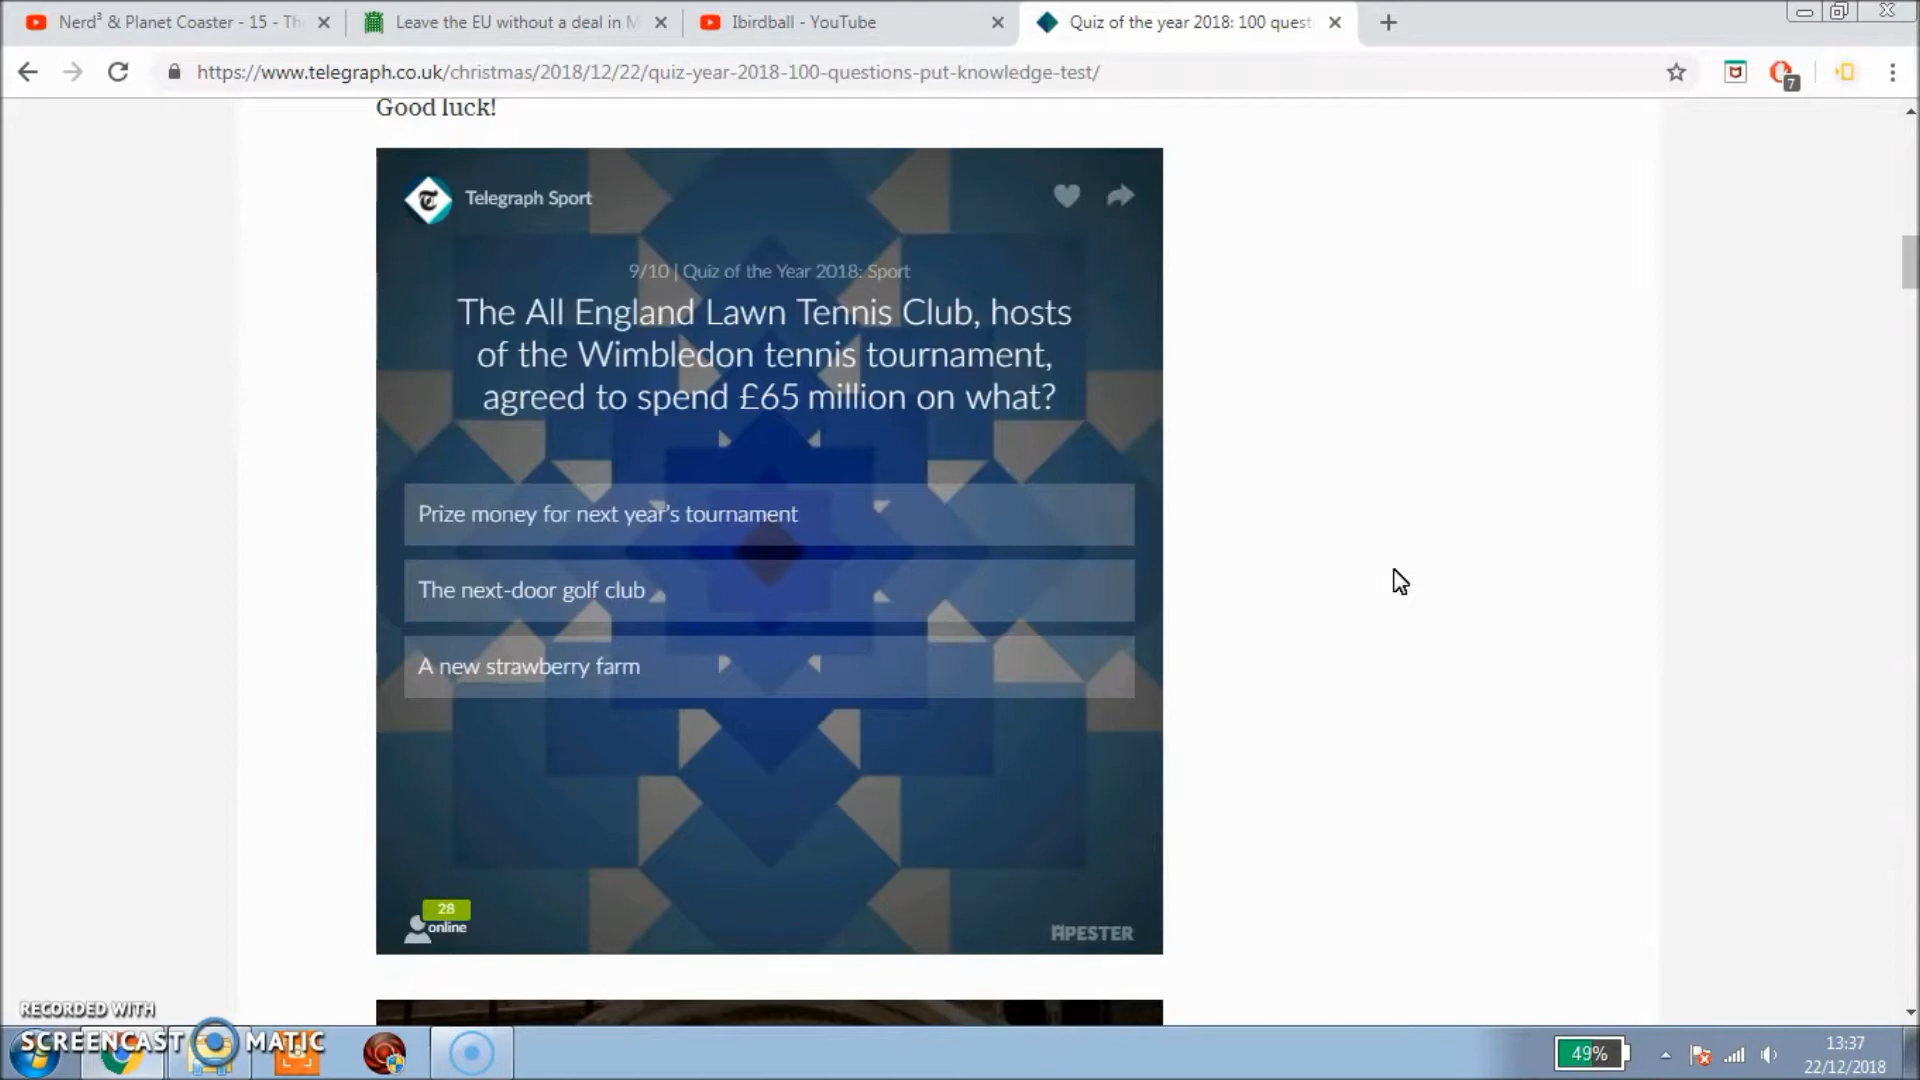 Nerd³ & Planet Coaster - 15 - Th
Leave the EU without a deal in M
Ibirdball - YouTube
Quiz of the year 2018: 100 quest
https://www.telegraph.co.uk/christmas/2018/12/22/quiz-year-2018-100-questions-put-knowledge-test/
7
Good luck!
Telegraph Sport
9/10 | Quiz of the Year 2018: Sport
The All England Lawn Tennis Club, hosts
of the Wimbledon tennis tournament,
agreed to spend £65 million on what?
Prize money for next year's tournament
The next-door golf club
A new strawberry farm
28
online
APESTER
RECORDED WITH
SCREENCAST MATIC
49%
13:37
22/12/2018